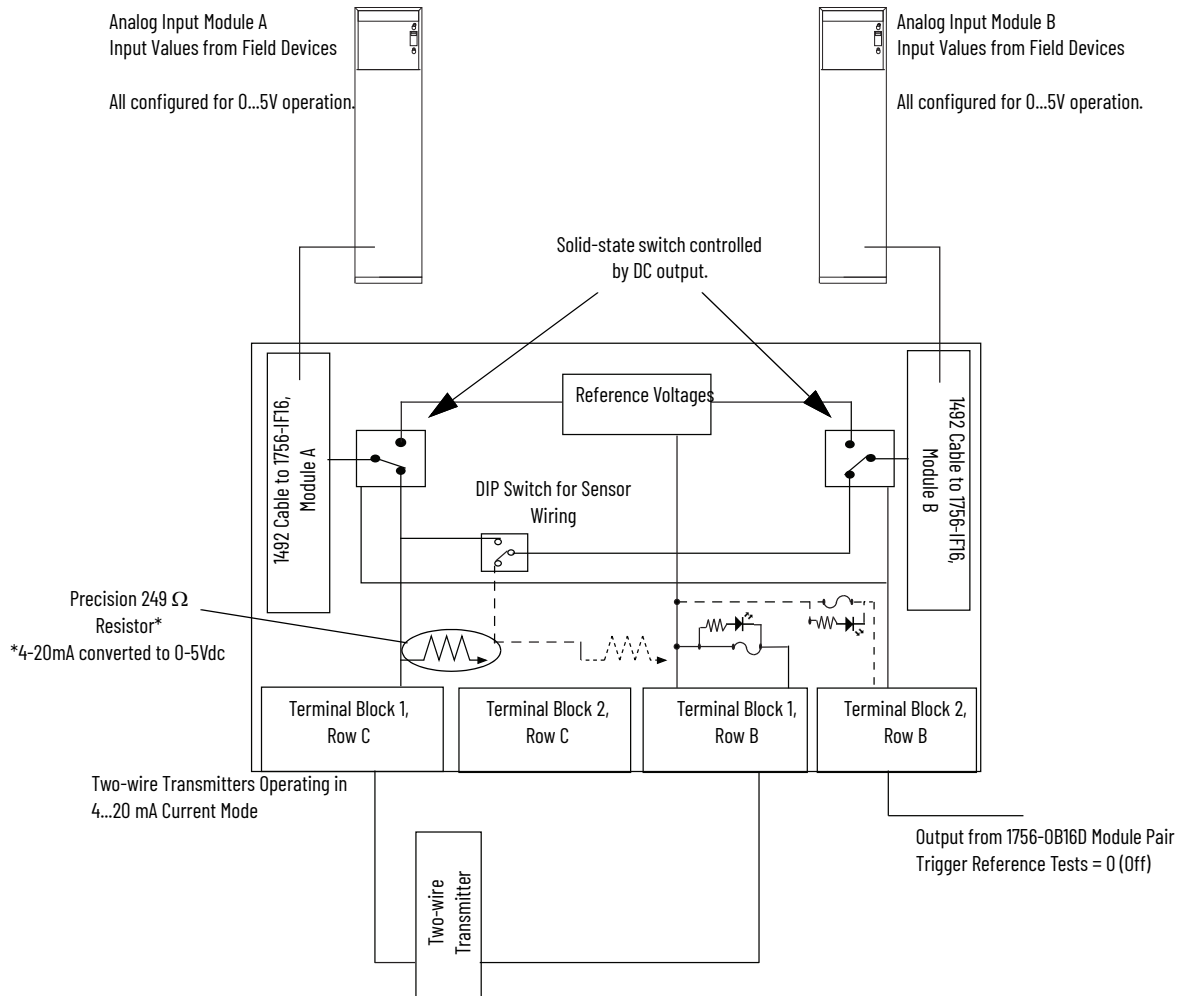 Analog Input Module A
Input Values from Field Devices
All configured for 0...5V operation.
Analog Input Module B
Input Values from Field Devices
All configured for 0...5V operation.
Solid-state switch controlled
by DC output.
1492 Cable to 1756-IF16,
Module A
Reference Voltages
1492 Cable to 1756-IF16,
Module B
DIP Switch for Sensor
Wiring
Precision 249 Ω
Resistor*
*4-20mA converted to 0-5Vdc
Terminal Block 1,
Row C
Terminal Block 2,
Row C
Terminal Block 1,
Row B
Terminal Block 2,
Row B
Two-wire Transmitters Operating in
4...20 mA Current Mode
Two-wire
Transmitter
Output from 1756-OB16D Module Pair
Trigger Reference Tests = 0 (Off)